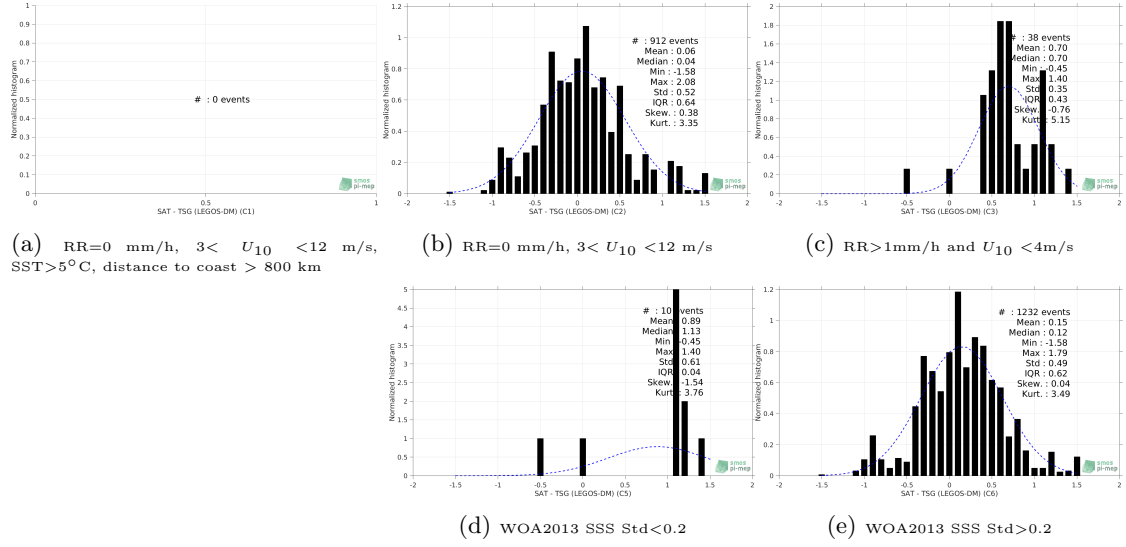 Normalized histogram
1
0.9
0.8
0.7
0.6
0.5
0.4
0.3
0.2
0.1
0
# : 0 events
smos
pi-mep
0 0.5 1
SAT - TSG (LEGOS-DM) (C1)
(a) RR=0 mm/h, 3< U10 <12 m/s,
SST>5°C, distance to coast > 800 km
Normalized histogram
1.2
1
0.8
0.6
0.4
0.2
0
# : 912 events
Mean : 0.06
Median : 0.04
Min : -1.58
Max : 2.08
Std : 0.52
IQR : 0.64
Skew. : 0.38
Kurt. : 3.35
smos
pi-mep
-2 -1.5 -1 -0.5 0 0.5 1 1.5 2
SAT - TSG (LEGOS-DM) (C2)
(b) RR=0 mm/h, 3< U10 <12 m/s
Normalized histogram
2
1.8
1.6
1.4
1.2
1
0.8
0.6
0.4
0.2
0
# : 38 events
Mean : 0.70
Median : 0.70
Min : -0.45
Max : 1.40
Std : 0.35
IQR : 0.43
Skew. : -0.76
Kurt. : 5.15
smos
pi-mep
-2 -1.5 -1 -0.5 0 0.5 1 1.5 2
SAT - TSG (LEGOS-DM) (C3)
(c) RR>1mm/h and U10 <4m/s
Normalized histogram
5
4.5
4
3.5
3
2.5
2
1.5
1
0.5
0
# : 10 events
Mean : 0.89
Median : 1.13
Min : -0.45
Max : 1.40
Std : 0.61
IQR : 0.04
Skew. : -1.54
Kurt. : 3.76
smos
pi-mep
-2 -1.5 -1 -0.5 0 0.5 1 1.5 2
SAT - TSG (LEGOS-DM) (C5)
(d) WOA2013 SSS Std<0.2
Normalized histogram
1.2
1
0.8
0.6
0.4
0.2
0
# : 1232 events
Mean : 0.15
Median : 0.12
Min : -1.58
Max : 1.79
Std : 0.49
IQR : 0.62
Skew. : 0.04
Kurt. : 3.49
smos
pi-mep
-2 -1.5 -1 -0.5 0 0.5 1 1.5 2
SAT - TSG (LEGOS-DM) (C6)
(e) WOA2013 SSS Std>0.2